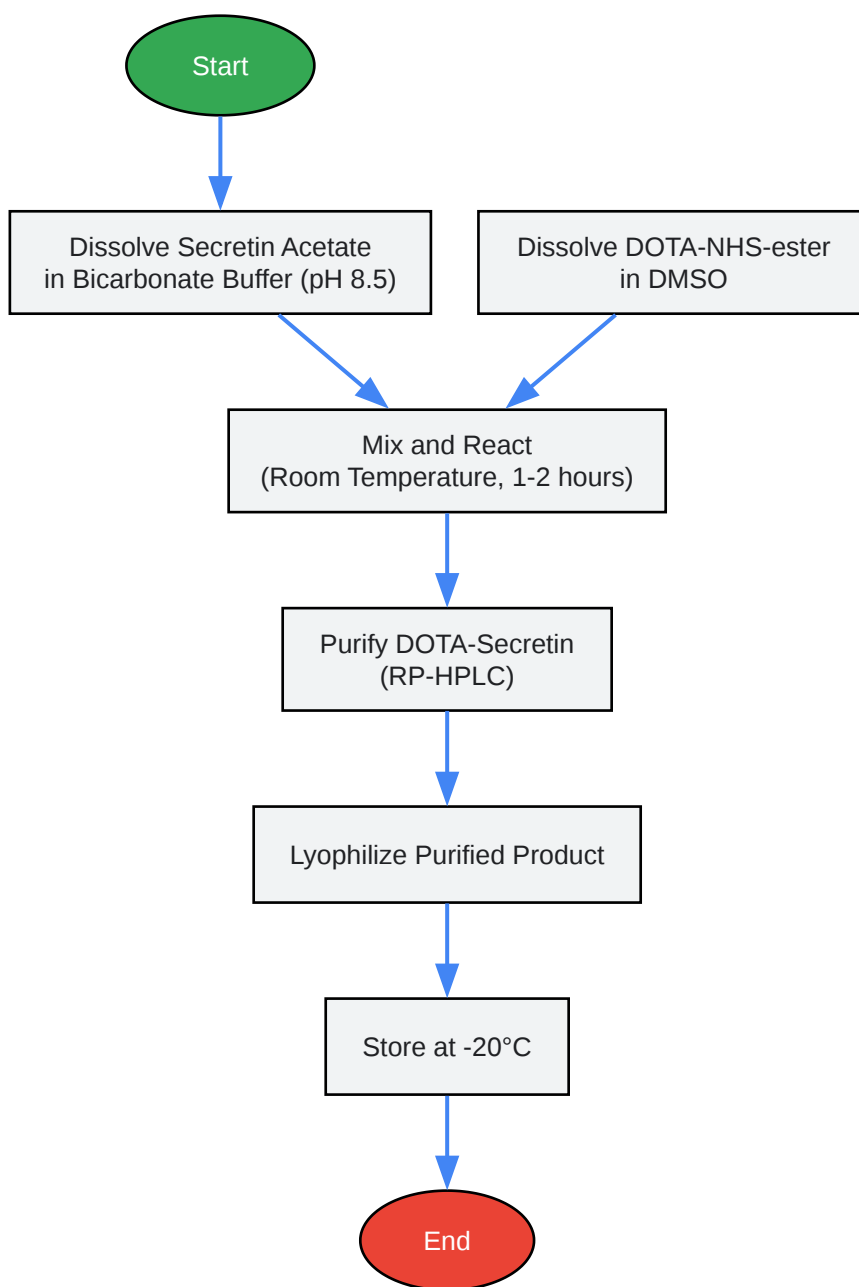 Start
Dissolve Secretin Acetate
in Bicarbonate Buffer (pH 8.5)
Dissolve DOTA-NHS-ester
in DMSO
Mix and React
(Room Temperature, 1-2 hours)
Purify DOTA-Secretin
(RP-HPLC)
Lyophilize Purified Product
Store at -20°C
End